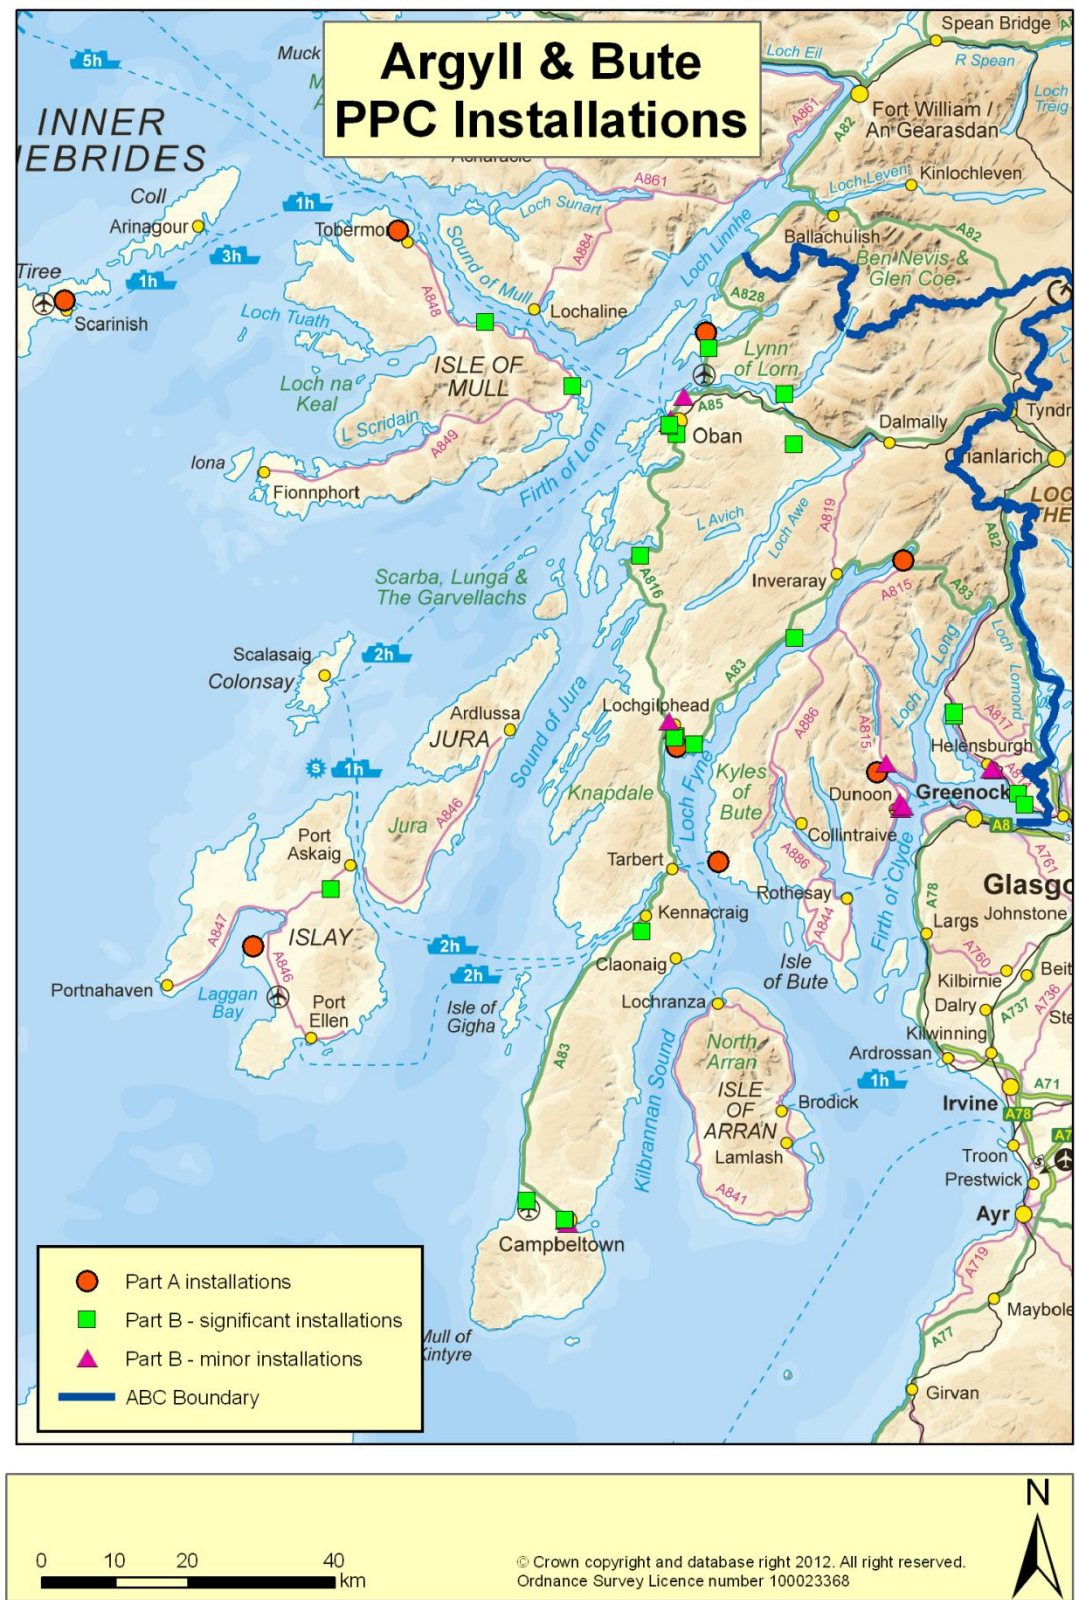 Argyll & Bute
PPC Installations
Spean Bridge
Muck
5h
Loch Eil
R Spean
Loch
Treig
A861
A82
Fort William /
An Gearasdan
INNER
Acharacle
A861
Kinlochleven
Loch Leven
Coll
Arinagour
1h
Loch Sunart
Tobermo
A884
Sound of Mull
Loch Linnhe
Ballachulish
A82
Ben Nevis &
Glen Coe
3h
Tiree
1h
Scarinish
A848
Lochaline
A828
Loch Tuath
Lynn
of Lorn
ISLE OF
MULL
Loch na
Keal
L Scridain
A849
A85
Oban
Dalmally
Tyndr
Iona
Fionnphort
Firth of Lorn
L Avich
Loch Awe
A819
A82
LOC
THE
Scarba, Lunga &
The Garvellachs
A816
Inveraray
A815
A83
Scalasaig
Colonsay
2h
Loch Long
Loch
Lomond
A83
Ardlussa
JURA
Sound of Jura
Lochgilphead
A886
A815
A817
Helensburgh
S
1h
A846
Jura
Knapdale
Loch Fyne
Kyles
of
Bute
Dunoon
Greenock
A8
Port
Askaig
Collintraive
A886
A761
Tarbert
Rothesay
A844
Firth of Clyde
A78
Glasgo
Johnstone
A847
ISLAY
A846
Kennacraig
Largs
2h
Claonaig
Isle
of Bute
A760
Kilbirnie
Beit
2h
Portnahaven
Laggan
Bay
Port
Ellen
Isle of
Gigha
Lochranza
Dalry
A737
A736
Ste
Kilwinning
North
Arran
Ardrossan
A83
Kilbrannan Sound
ISLE
OF
ARRAN
1h
A71
Brodick
Irvine
A78
Lamlash
Troon
A7
Prestwick
A841
Ayr
Campbeltown
A719
Maybole
A77
Girvan
Part A installations
Part B - significant installations
Part B - minor installations
ABC Boundary
N
0 10 20 40
km
© Crown copyright and database right 2012. All right reserved.
Ordnance Survey Licence number 100023368